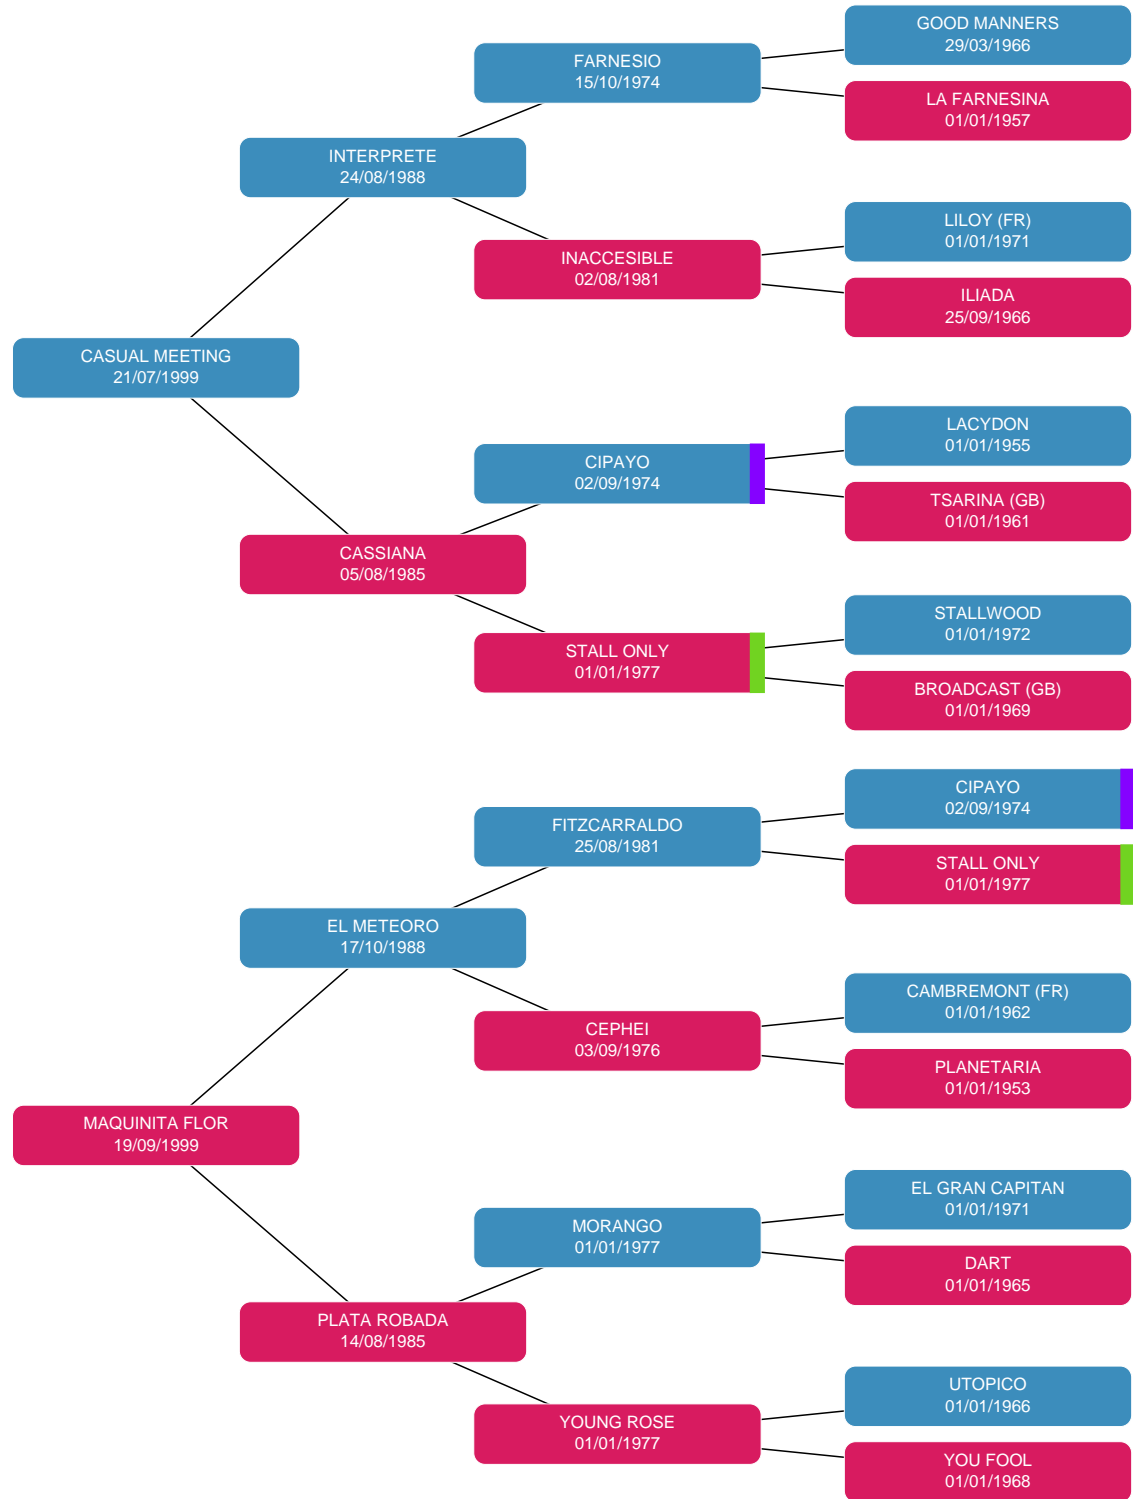 GOOD MANNERS
29/03/1966
FARNESIO
15/10/1974
LA FARNESINA
01/01/1957
INTERPRETE
24/08/1988
LILOY (FR)
01/01/1971
INACCESIBLE
02/08/1981
ILIADA
25/09/1966
CASUAL MEETING
21/07/1999
LACYDON
01/01/1955
CIPAYO
02/09/1974
TSARINA (GB)
01/01/1961
CASSIANA
05/08/1985
STALLWOOD
01/01/1972
STALL ONLY
01/01/1977
BROADCAST (GB)
01/01/1969
CIPAYO
02/09/1974
FITZCARRALDO
25/08/1981
STALL ONLY
01/01/1977
EL METEORO
17/10/1988
CAMBREMONT (FR)
01/01/1962
CEPHEI
03/09/1976
PLANETARIA
01/01/1953
MAQUINITA FLOR
19/09/1999
EL GRAN CAPITAN
01/01/1971
MORANGO
01/01/1977
DART
01/01/1965
PLATA ROBADA
14/08/1985
UTOPICO
01/01/1966
YOUNG ROSE
01/01/1977
YOU FOOL
01/01/1968